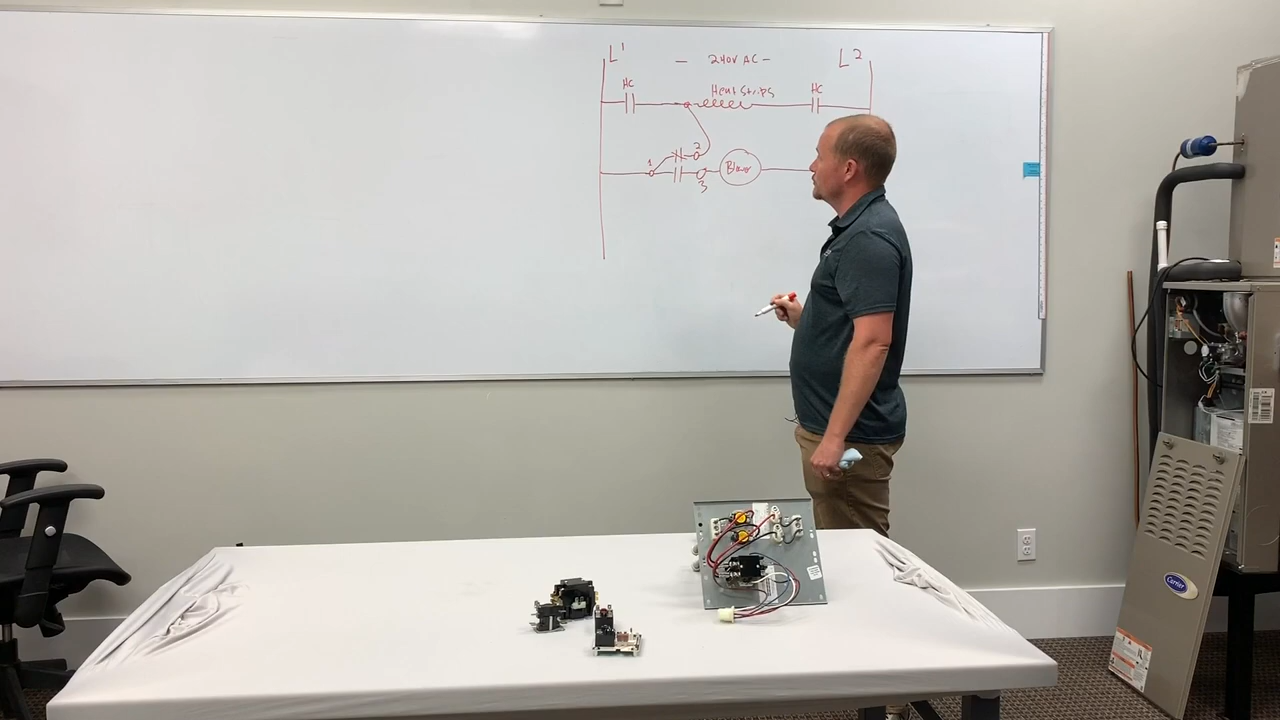 L1 - 240V AC - L2
HC Heat Strips HC
1 2
3
Blower
Carrier